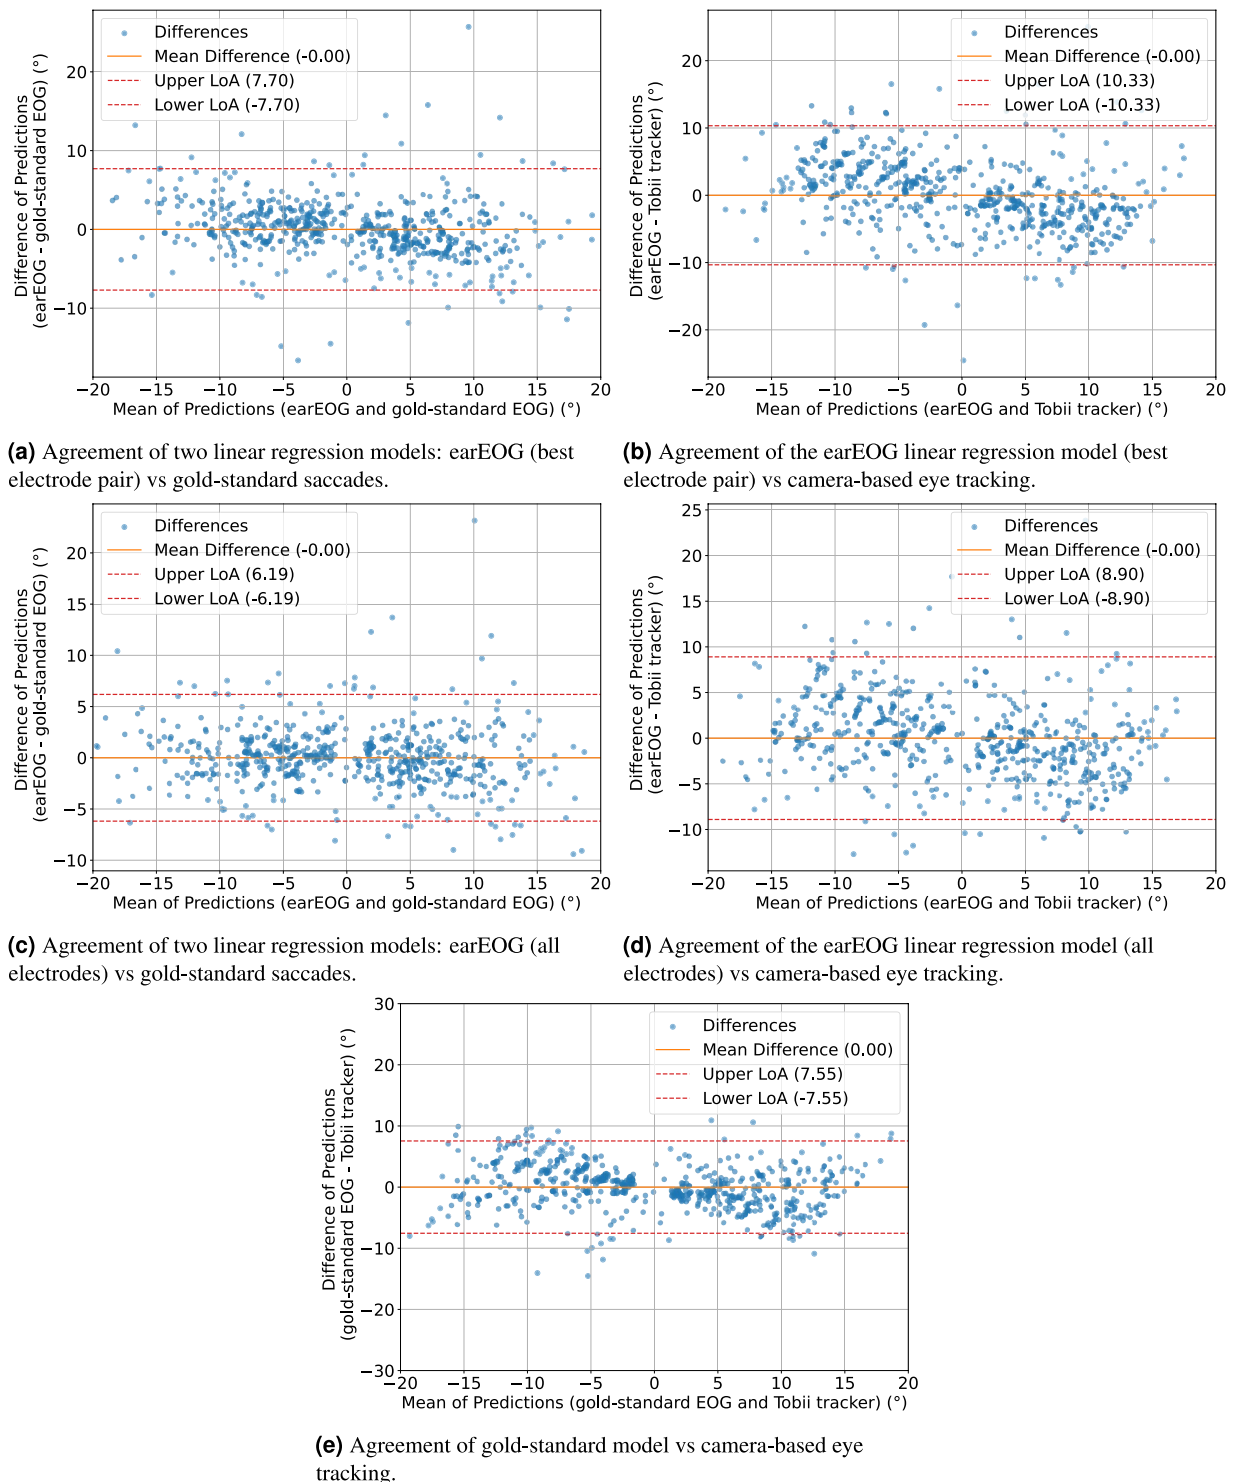 Differences
Mean Difference (-0.00)
Upper LoA (7.70)
Lower LoA (-7.70)
20
10
0
−10
Difference of Predictions
(earEOG - gold-standard EOG) (°)
−20 −15 −10 −5 0 5 10 15 20
Mean of Predictions (earEOG and gold-standard EOG) (°)
(a) Agreement of two linear regression models: earEOG (best
electrode pair) vs gold-standard saccades.
Differences
Mean Difference (-0.00)
Upper LoA (10.33)
Lower LoA (-10.33)
20
10
0
−10
−20
Difference of Predictions
(earEOG - Tobii tracker) (°)
−20 −15 −10 −5 0 5 10 15 20
Mean of Predictions (earEOG and Tobii tracker) (°)
(b) Agreement of the earEOG linear regression model (best
electrode pair) vs camera-based eye tracking.
Differences
Mean Difference (-0.00)
Upper LoA (6.19)
Lower LoA (-6.19)
20
15
10
5
0
−5
−10
Difference of Predictions
(earEOG - gold-standard EOG) (°)
−20 −15 −10 −5 0 5 10 15 20
Mean of Predictions (earEOG and gold-standard EOG) (°)
(c) Agreement of two linear regression models: earEOG (all
electrodes) vs gold-standard saccades.
Differences
Mean Difference (-0.00)
Upper LoA (8.90)
Lower LoA (-8.90)
25
20
15
10
5
0
−5
−10
Difference of Predictions
(earEOG - Tobii tracker) (°)
−20 −15 −10 −5 0 5 10 15 20
Mean of Predictions (earEOG and Tobii tracker) (°)
(d) Agreement of the earEOG linear regression model (all
electrodes) vs camera-based eye tracking.
Differences
Mean Difference (0.00)
Upper LoA (7.55)
Lower LoA (-7.55)
30
20
10
0
−10
−20
−30
Difference of Predictions
(gold-standard EOG - Tobii tracker) (°)
−20 −15 −10 −5 0 5 10 15 20
Mean of Predictions (gold-standard EOG and Tobii tracker) (°)
(e) Agreement of gold-standard model vs camera-based eye
tracking.